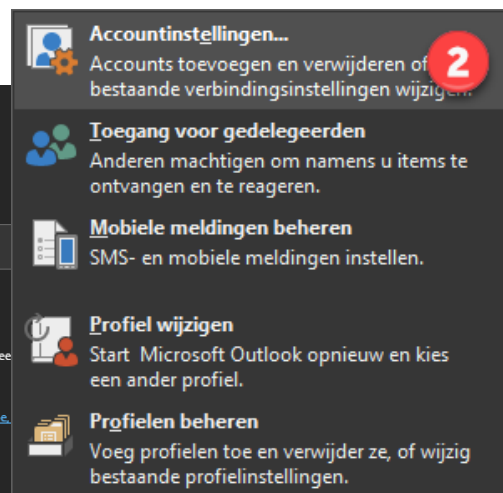 Accountinstellingen...
Accounts toevoegen en verwijderen of
2
bestaande verbindingsinstellingen wijzigen.
Toegang voor gedelegeerden
Anderen machtigen om namens u items te
ontvangen en te reageren.
Mobiele meldingen beheren
SMS- en mobiele meldingen instellen.
Profiel wijzigen
Start Microsoft Outlook opnieuw en kies
een ander profiel.
Profielen beheren
Voeg profielen toe en verwijder ze, of wijzig
bestaande profielinstellingen.